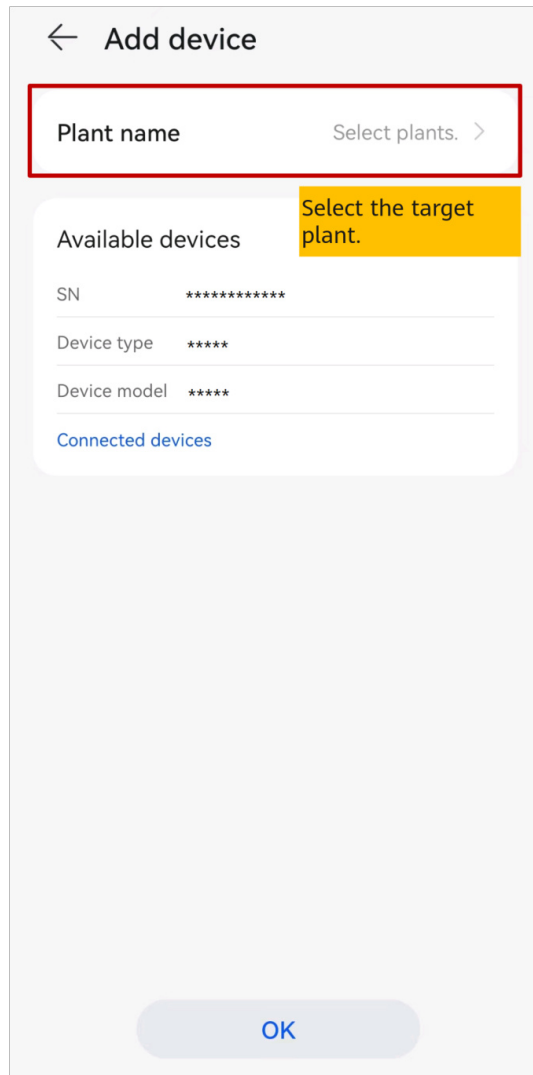 Add device
Plant name Select plants.
Select the target
plant.
Available devices
SN ************
Device type *****
Device model *****
Connected devices
OK